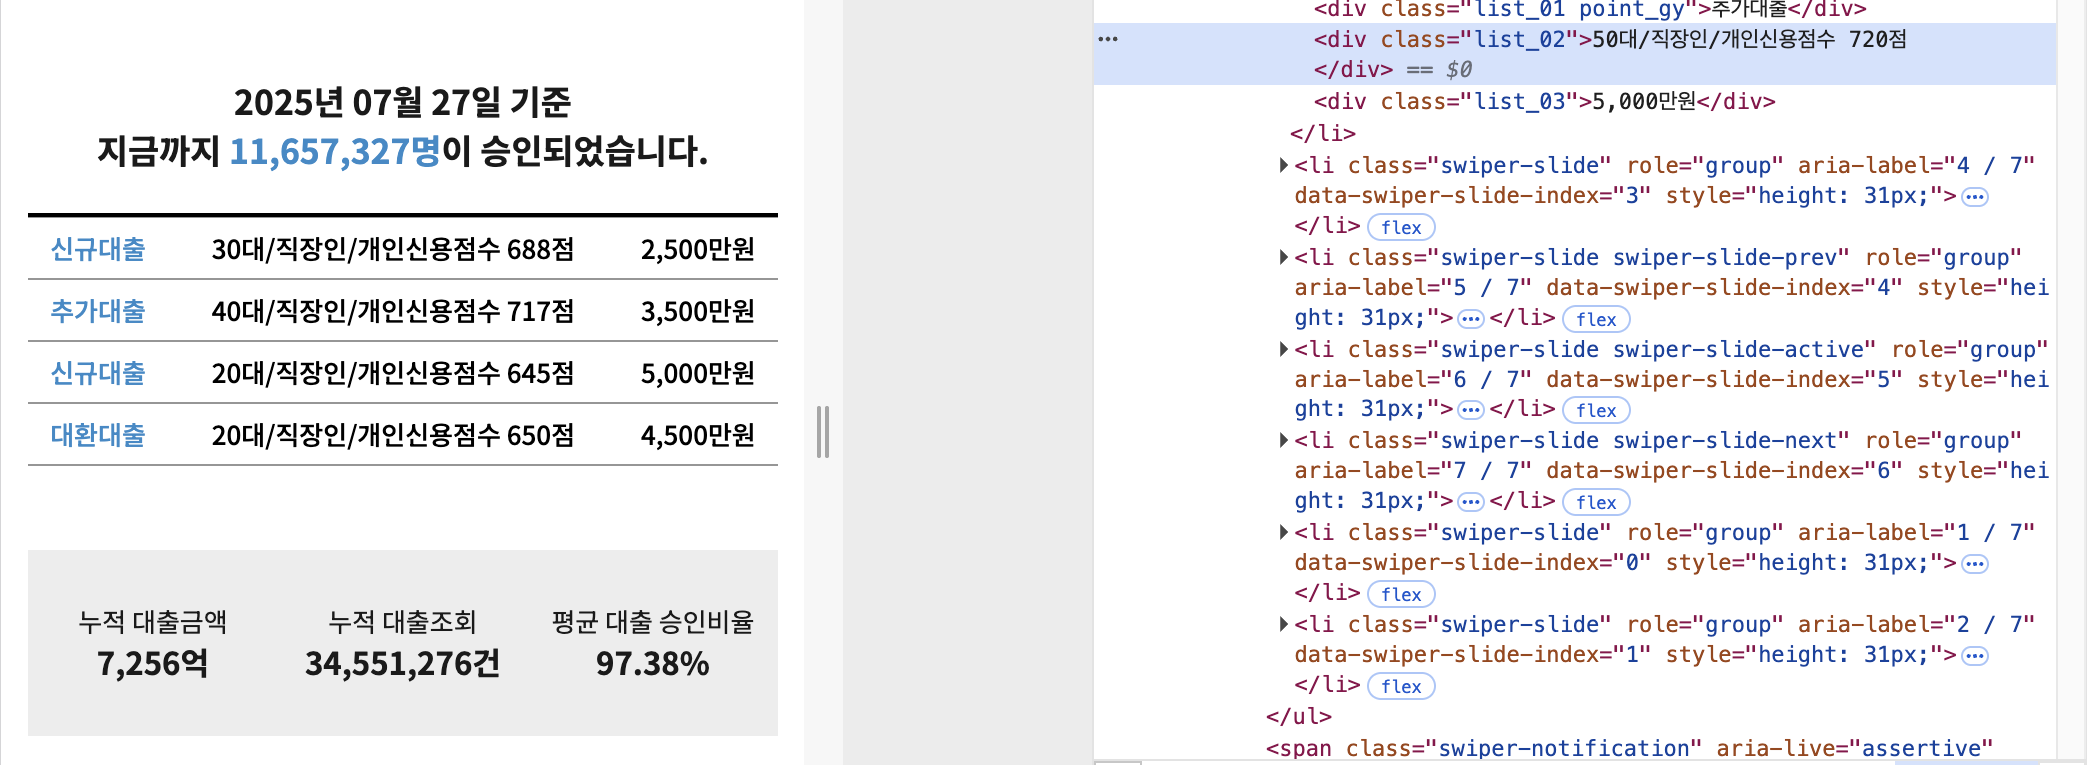 2025년 07월 27일 기준
지금까지 11,657,327명이 승인되었습니다.
신규대출 30대/직장인/개인신용점수 688점 2,500만원
추가대출 40대/직장인/개인신용점수 717점 3,500만원
신규대출 20대/직장인/개인신용점수 645점 5,000만원
대환대출 20대/직장인/개인신용점수 650점 4,500만원
누적 대출금액 누적 대출조회 평균 대출 승인비율
7,256억 34,551,276건 97.38%
<div class="list_01 point_gy">추가대출</div>
… <div class="list_02">50대/직장인/개인신용점수 720점
</div> == $0
<div class="list_03">5,000만원</div>
</li>
<li class="swiper-slide" role="group" aria-label="4 / 7"
data-swiper-slide-index="3" style="height: 31px;">…
</li> flex
<li class="swiper-slide swiper-slide-prev" role="group"
aria-label="5 / 7" data-swiper-slide-index="4" style="hei
ght: 31px;">…</li> flex
<li class="swiper-slide swiper-slide-active" role="group"
aria-label="6 / 7" data-swiper-slide-index="5" style="hei
ght: 31px;">…</li> flex
<li class="swiper-slide swiper-slide-next" role="group"
aria-label="7 / 7" data-swiper-slide-index="6" style="hei
ght: 31px;">…</li> flex
<li class="swiper-slide" role="group" aria-label="1 / 7"
data-swiper-slide-index="0" style="height: 31px;">…
</li> flex
<li class="swiper-slide" role="group" aria-label="2 / 7"
data-swiper-slide-index="1" style="height: 31px;">…
</li> flex
</ul>
<span class="swiper-notification" aria-live="assertive"